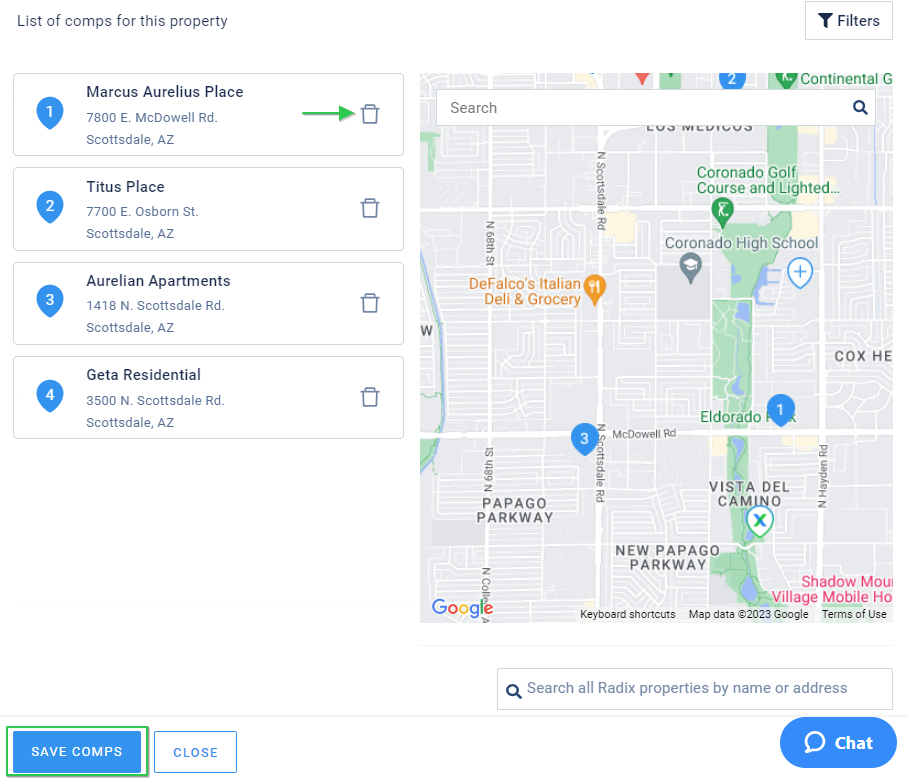 List of comps for this property
Filters
1
Marcus Aurelius Place
7800 E. McDowell Rd.
Scottsdale, AZ
2
Titus Place
7700 E. Osborn St.
Scottsdale, AZ
3
Aurelian Apartments
1418 N. Scottsdale Rd.
Scottsdale, AZ
4
Geta Residential
3500 N. Scottsdale Rd.
Scottsdale, AZ
2
Continental G
Search
LOS MEDICOS
N Scottsdale Rd
Coronado Golf
Course and Lighted...
N 68th St
Coronado High School
DeFalco's Italian
Deli & Grocery
W
COX HE
1
Eldorado Park
3
McDowell Rd
N Scottsdale Rd
N 68th St
N Hayden Rd
VISTA DEL
CAMINO
PAPAGO
PARKWAY
X
NEW PAPAGO
PARKWAY
Shadow Mou
Village Mobile Ho
Google
Keyboard shortcuts
Map data ©2023 Google
Terms of Use
Search all Radix properties by name or address
SAVE COMPS
CLOSE
Chat